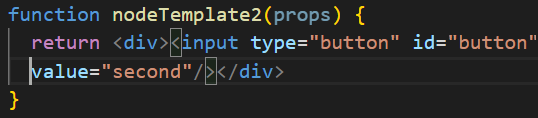 function nodeTemplate2(props) {
return <div><input type="button" id="button"
value="second"/></div>
}